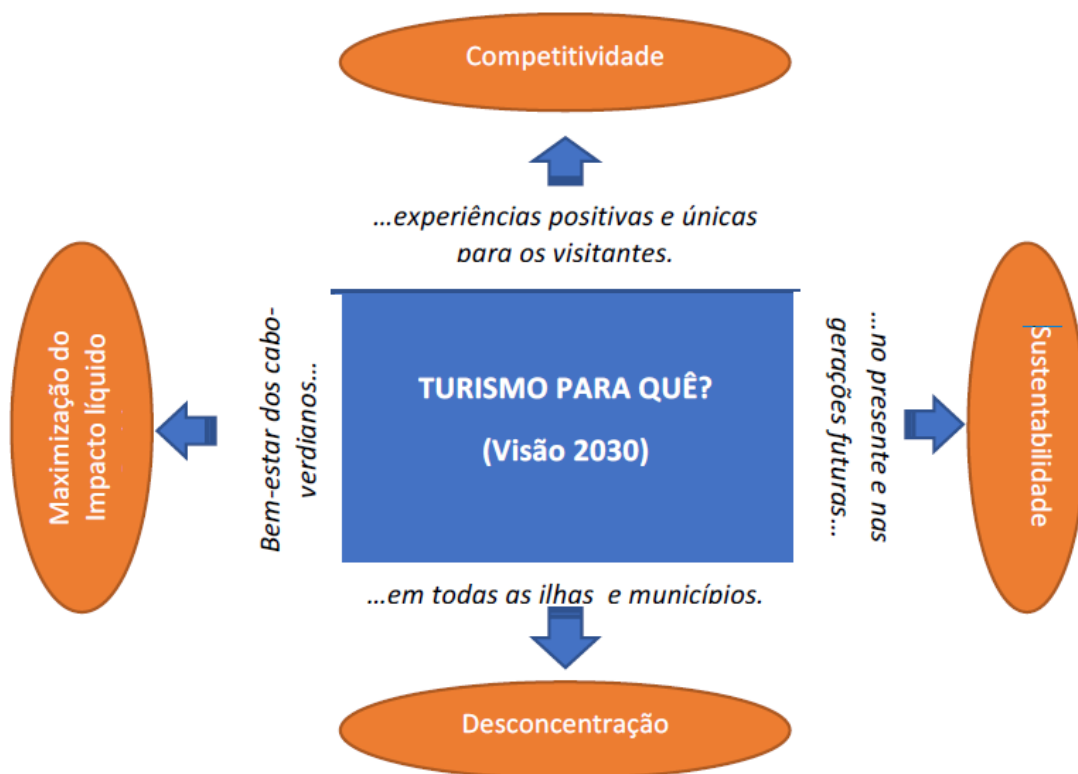 Competitividade
...experiências positivas e únicas
para os visitantes.
Maximização do
Impacto líquido
Bem-estar dos cabo-
verdianos...
TURISMO PARA QUÊ?
(Visão 2030)
...no presente e nas
gerações futuras...
Sustentabilidade
...em todas as ilhas e municípios.
Desconcentração